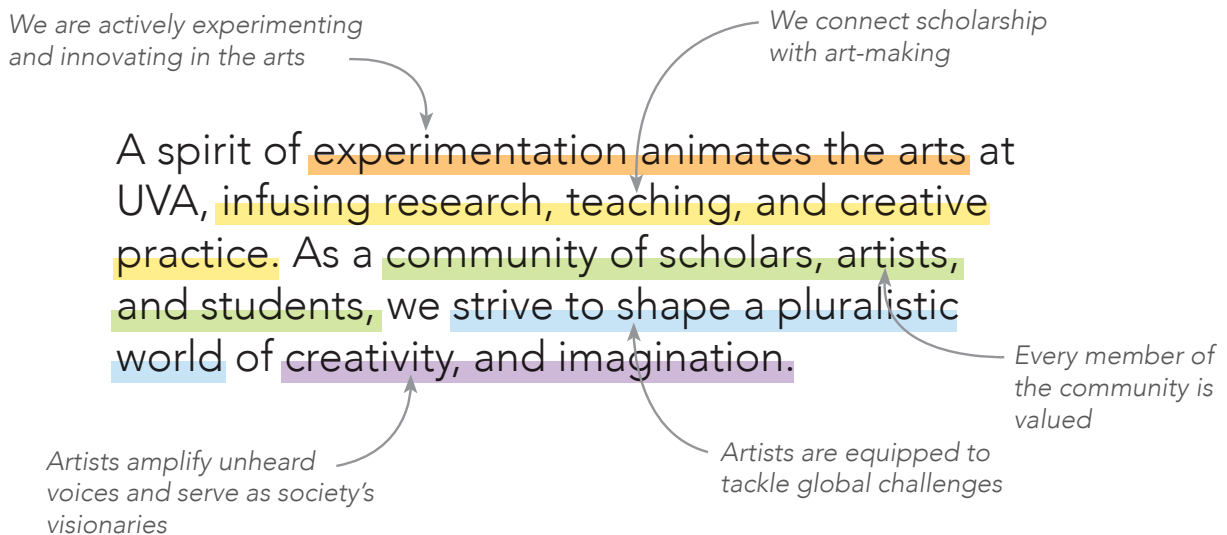 We are actively experimenting
and innovating in the arts
We connect scholarship
with art-making
A spirit of experimentation animates the arts at
UVA, infusing research, teaching, and creative
practice. As a community of scholars, artists,
and students, we strive to shape a pluralistic
world of creativity, and imagination.
Every member of
the community is
valued
Artists amplify unheard
voices and serve as society’s
visionaries
Artists are equipped to
tackle global challenges